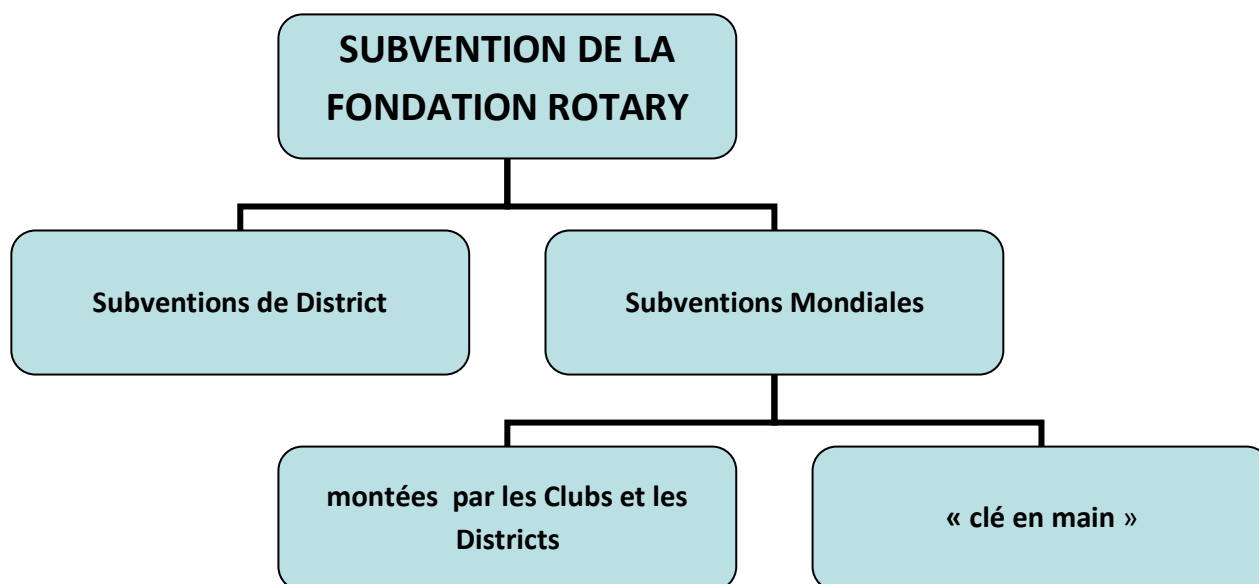 SUBVENTION DE LA
FONDATION ROTARY
Subventions de District
Subventions Mondiales
montées par les Clubs et les
Districts
« clé en main »